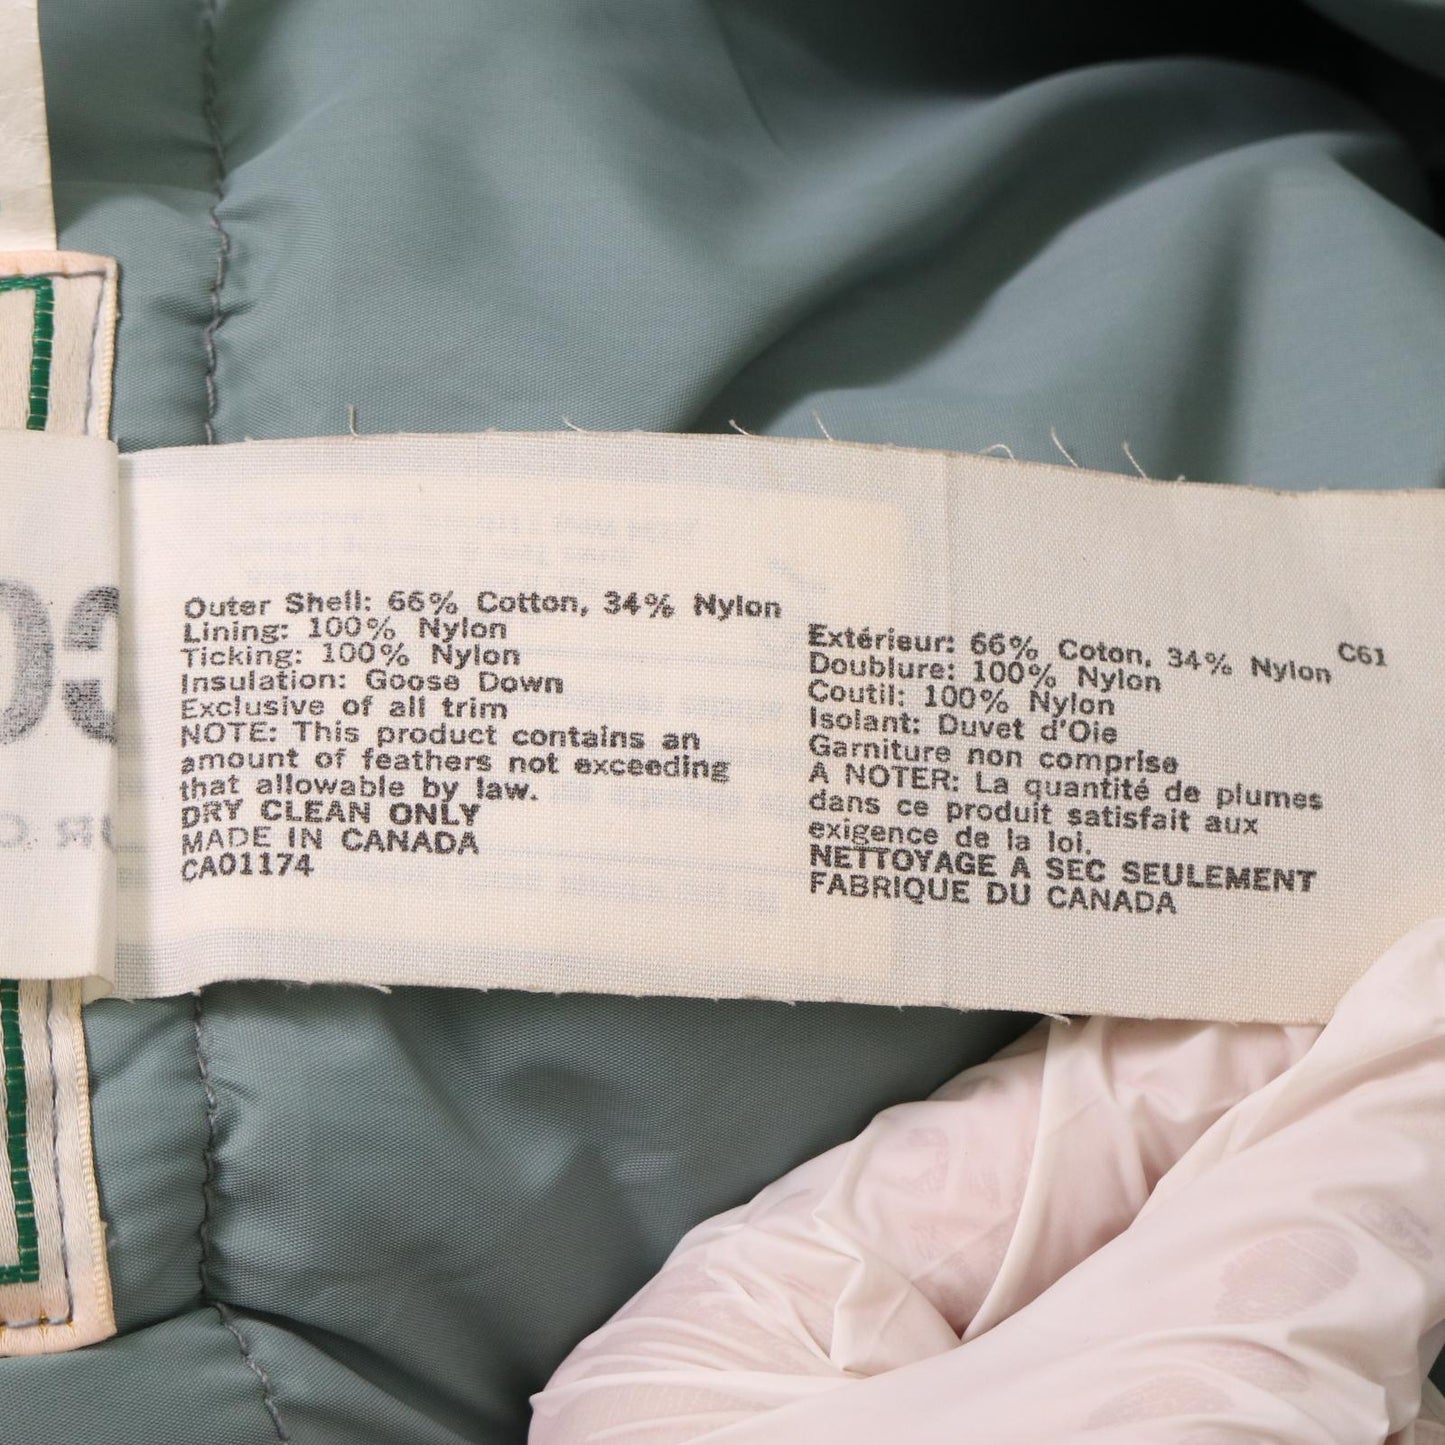 Outer Shell: 66% Cotton, 34% Nylon
Lining: 100% Nylon
Ticking: 100% Nylon
Insulation: Goose Down
Exclusive of all trim
NOTE: This product contains an
amount of feathers not exceeding
that allowable by law.
DRY CLEAN ONLY
MADE IN CANADA
CA01174
Extérieur: 66% Coton, 34% Nylon C61
Doublure: 100% Nylon
Coutil: 100% Nylon
Isolant: Duvet d'Oie
Garniture non comprise
A NOTER: La quantité de plumes
dans ce produit satisfait aux
exigence de la loi.
NETTOYAGE A SEC SEULEMENT
FABRIQUE DU CANADA